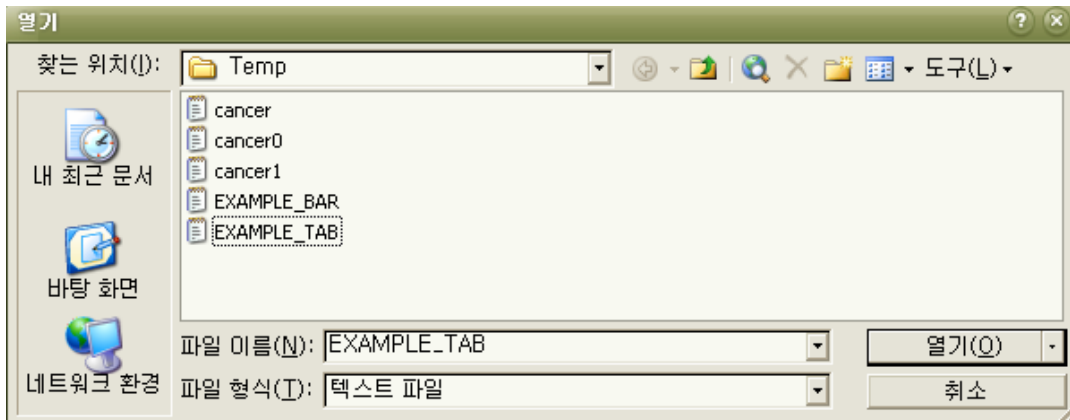 열기
찾는 위치(I):
Temp
도구(L)
내 최근 문서
바탕 화면
네트워크 환경
cancer
cancer0
cancer1
EXAMPLE_BAR
EXAMPLE_TAB
파일 이름(N): EXAMPLE_TAB
열기(O)
파일 형식(T): 텍스트 파일
취소